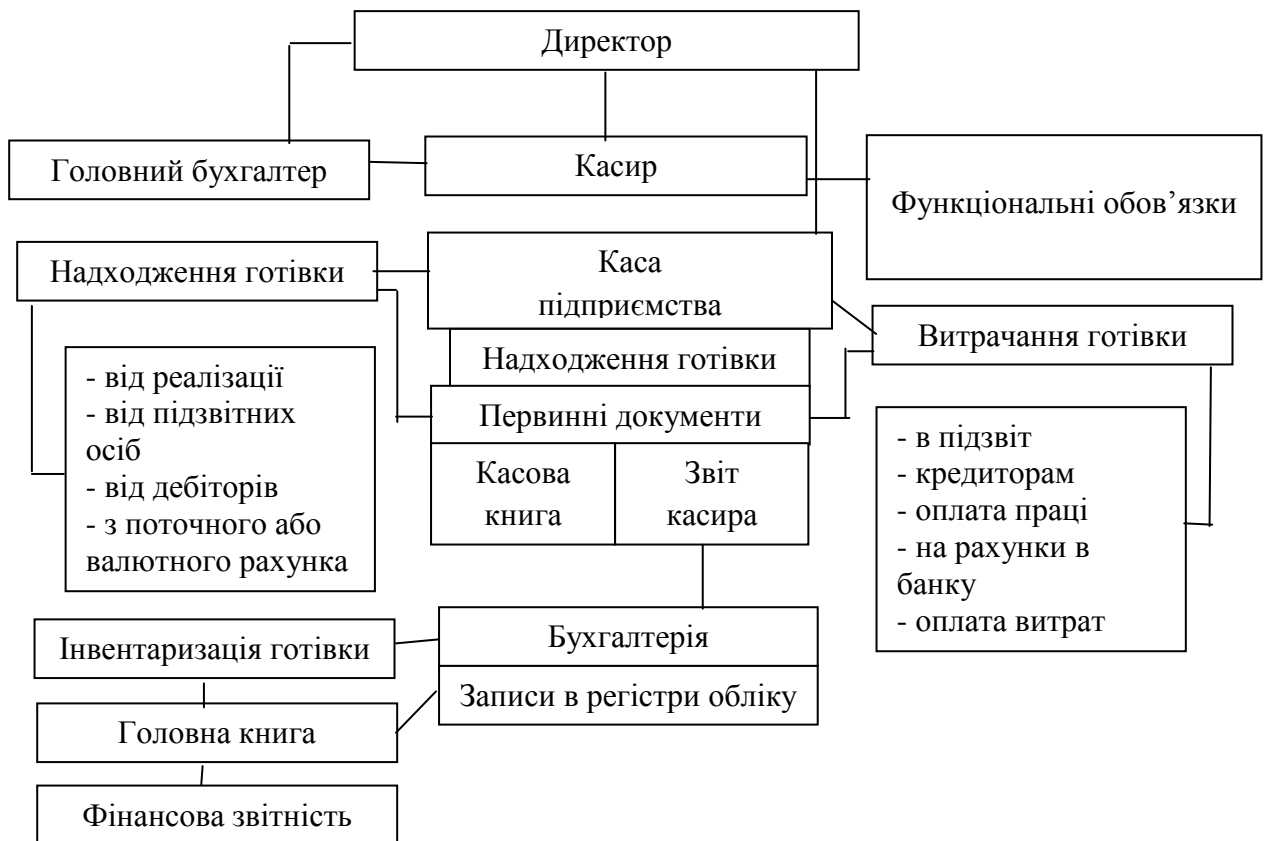 Директор
Головний бухгалтер
Касир
Функціональні обов’язки
Надходження готівки
Каса
підприємства
Витрачання готівки
Надходження готівки
- від реалізації
- від підзвітних
осіб
- від дебіторів
- з поточного або
валютного рахунка
Первинні документи
Касова
книга
Звіт
касира
- в підзвіт
- кредиторам
- оплата праці
- на рахунки в
банку
- оплата витрат
Інвентаризація готівки
Бухгалтерія
Записи в регістри обліку
Головна книга
Фінансова звітність